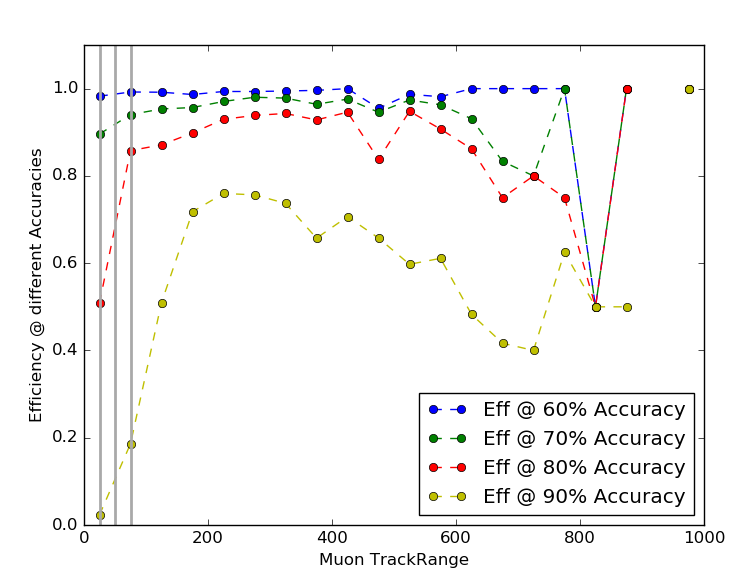 1.0
0.8
0.6
0.4
0.2
0.0
Efficiency @ different Accuracies
0 200 400 600 800 1000
Muon TrackRange
Eff @ 60% Accuracy
Eff @ 70% Accuracy
Eff @ 80% Accuracy
Eff @ 90% Accuracy